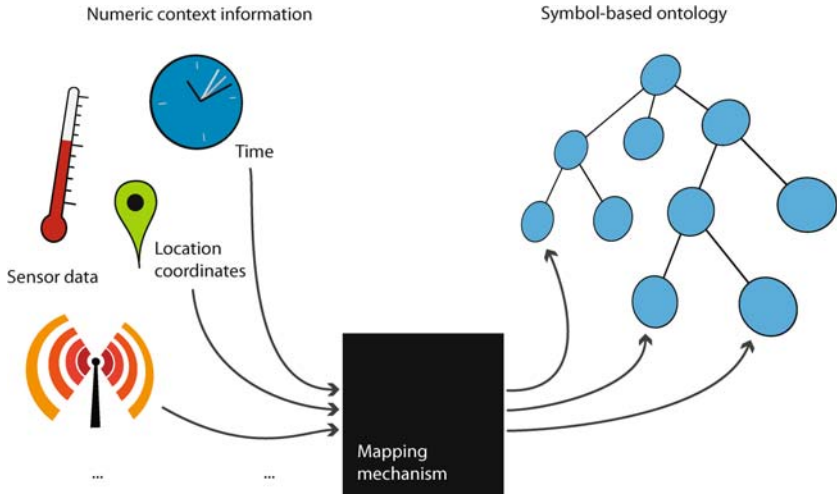 Numeric context information
Symbol-based ontology
Time
Location
coordinates
Sensor data
Mapping
mechanism
...
...